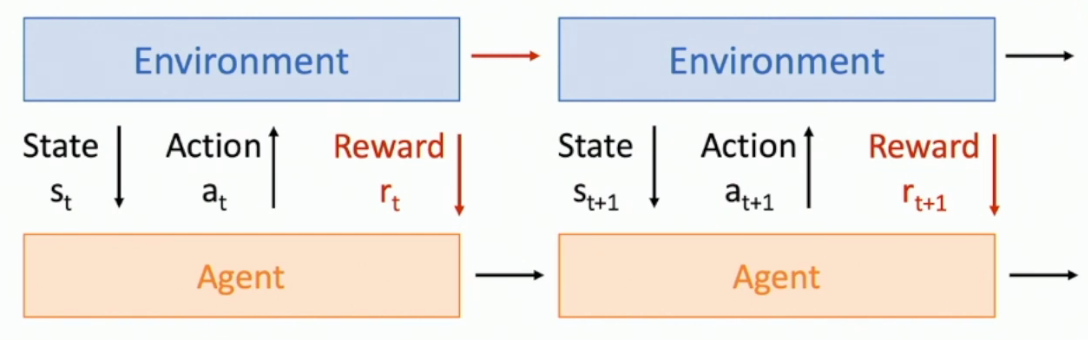 Environment
Environment
State
Action
Reward
State
Action
Reward
s_t
a_t
r_t
s_{t+1}
a_{t+1}
r_{t+1}
Agent
Agent